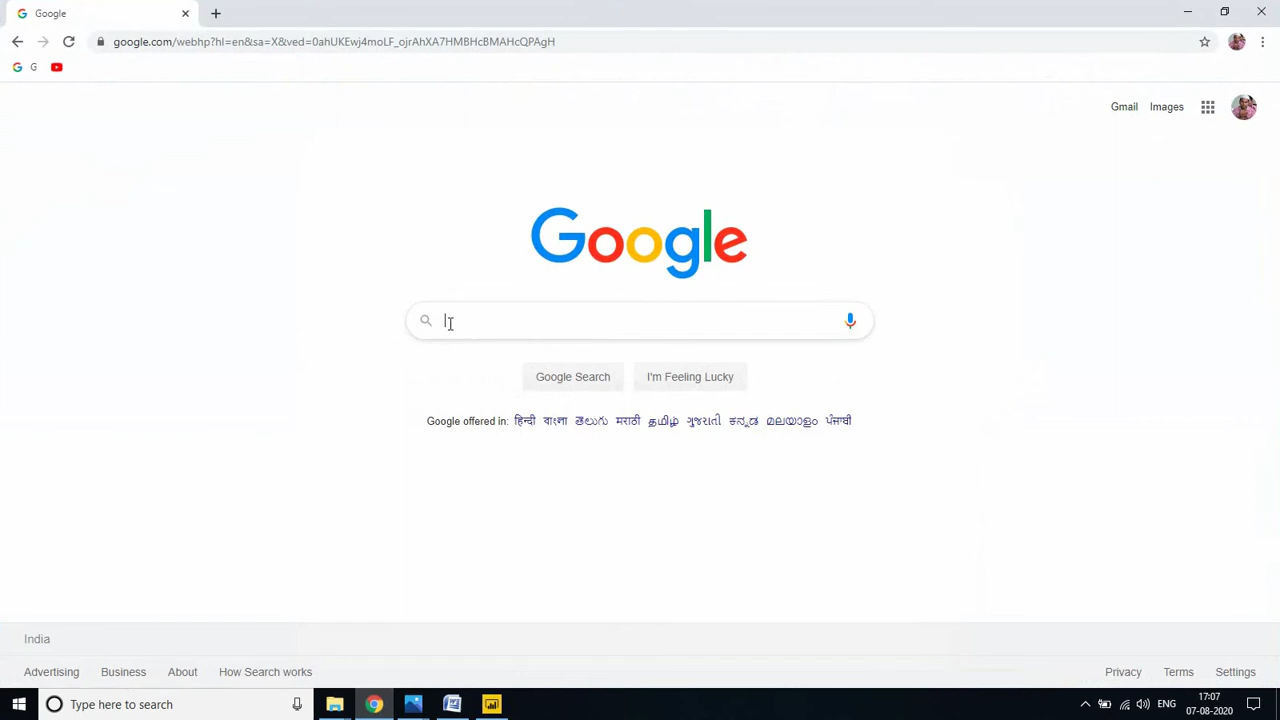 Google
google.com/webhp?hl=en&sa=X&ved=0ahUKEwj4moLF_ojrAhXA7HMBHcBMAHcQPAgH
G
Gmail Images
Google
Google Search I'm Feeling Lucky
Google offered in: हिन्दी বাংলা తెలుగు मराठी தமிழ் ગુજરાતી ಕನ್ನಡ മലയാളം ਪੰਜਾਬੀ
India
Advertising Business About How Search works Privacy Terms Settings
Type here to search ENG 17:07
07-08-2020